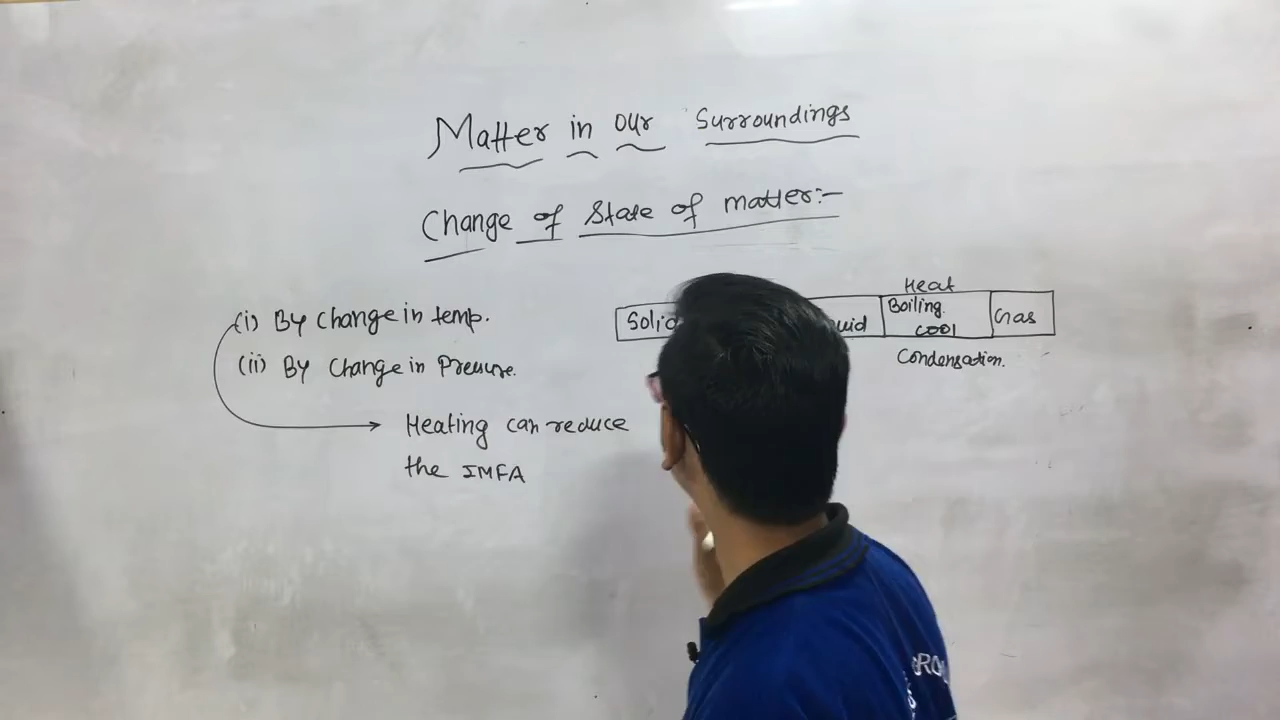 Matter in our Surroundings
Change of State of matter:-
(i) By Change in temp.
(ii) By Change in Pressure.
Heating can reduce
the IMFA
Heat
Solid
Boiling
Gas
cool
Condensation.